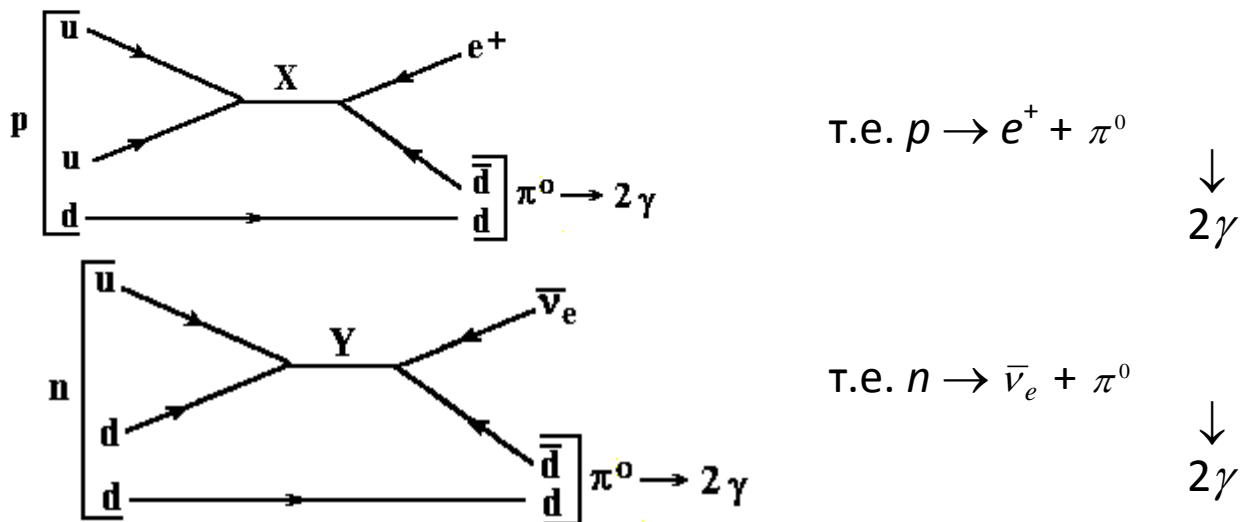 u
e⁺
X
p
т.е. p → e⁺ + π⁰
u
d̅
↓
π⁰ → 2γ
d
d
2γ
u
ν̅ₑ
Y
n
т.е. n → ν̅ₑ + π⁰
d
d̅
↓
π⁰ → 2γ
d
d
2γ